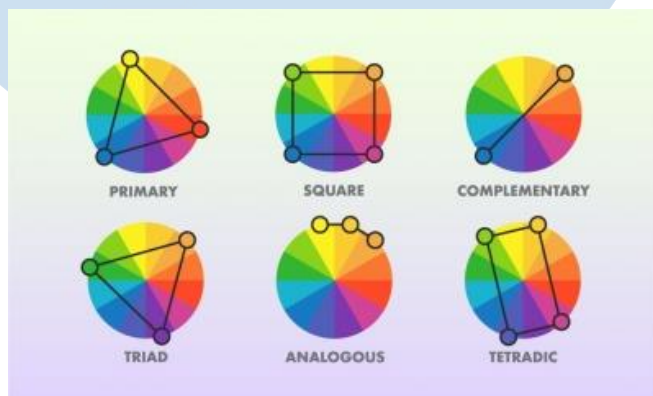 PRIMARY
SQUARE
COMPLEMENTARY
TRIAD
ANALOGOUS
TETRADIC